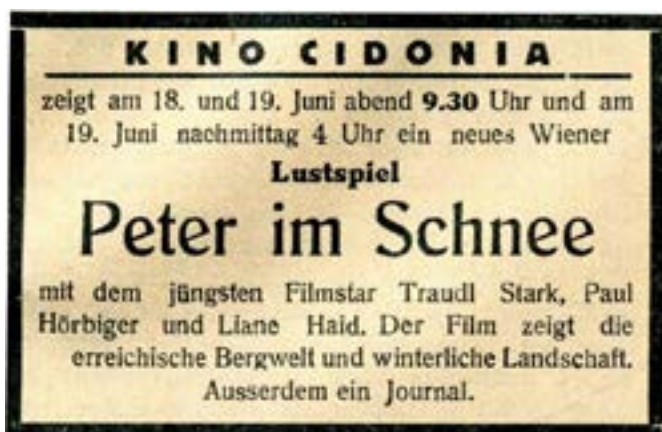 KINO CIDONIA
zeigt am 18. und 19. Juni abend 9.30 Uhr und am
19. Juni nachmittag 4 Uhr ein neues Wiener
Lustspiel
Peter im Schnee
mit dem jüngsten Filmstar Traudl Stark, Paul
Hörbiger und Liane Haid. Der Film zeigt die
erreichische Bergwelt und winterliche Landschaft.
Ausserdem ein Journal.